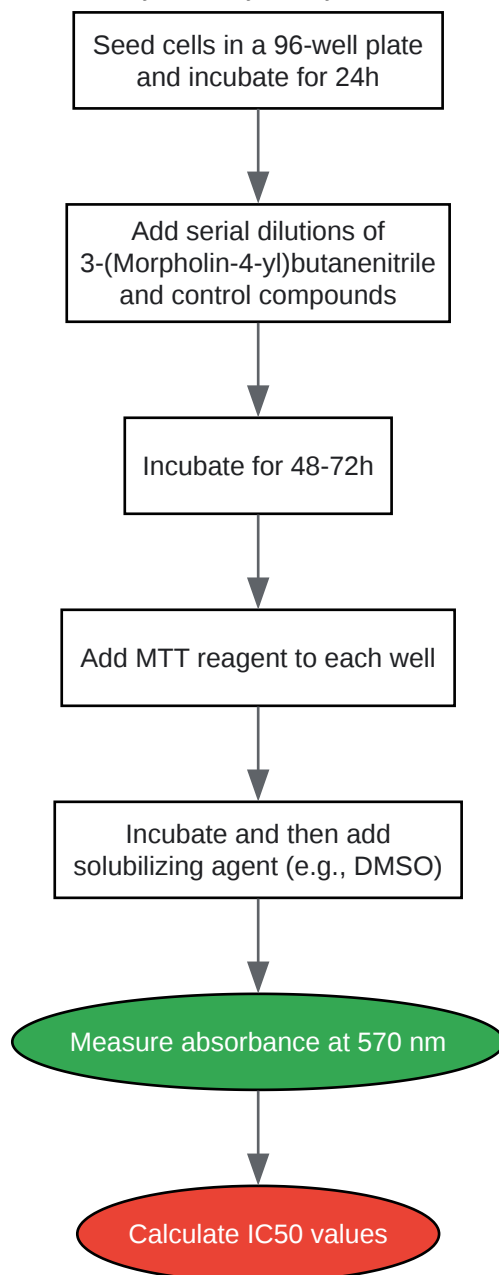 Seed cells in a 96-well plate
and incubate for 24h
Add serial dilutions of
3-(Morpholin-4-yl)butanenitrile
and control compounds
Incubate for 48-72h
Add MTT reagent to each well
Incubate and then add
solubilizing agent (e.g., DMSO)
Measure absorbance at 570 nm
Calculate IC50 values